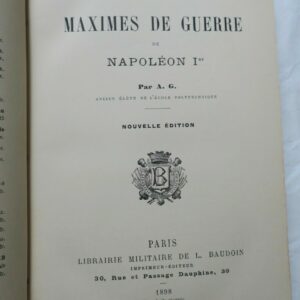 MAXIMES DE GUERRE
DE
NAPOLÉON Ier
Par A. G.
ANCIEN ÉLÈVE DE L'ÉCOLE POLYTECHNIQUE
NOUVELLE ÉDITION
PARIS
LIBRAIRIE MILITAIRE DE L. BAUDOIN
IMPRIMEUR-ÉDITEUR
30, Rue et Passage Dauphine, 30
1898